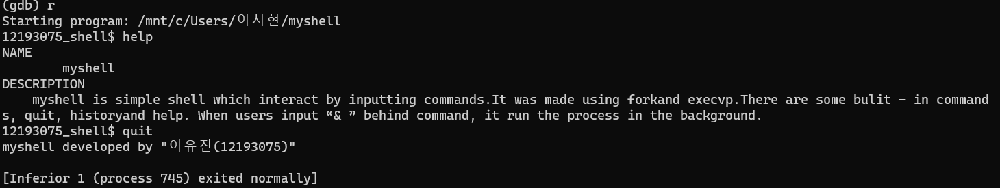 (gdb) r
Starting program: /mnt/c/Users/이서현/myshell
12193075_shell$ help
NAME
        myshell
DESCRIPTION
    myshell is simple shell which interact by inputting commands.It was made using forkand execvp.There are some bulit – in command
s, quit, historyand help. When users input “& ” behind command, it run the process in the background.
12193075_shell$ quit
myshell developed by "이유진(12193075)"
[Inferior 1 (process 745) exited normally]